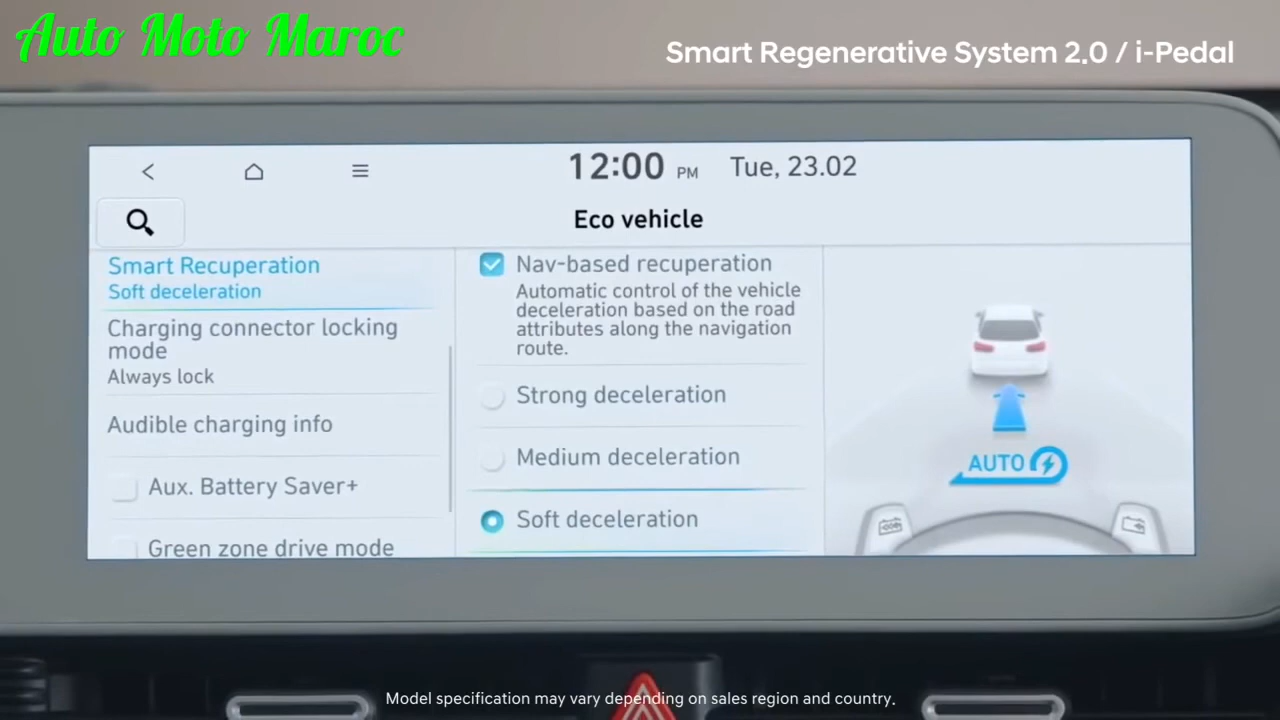 Auto Moto Maroc
Smart Regenerative System 2.0 / i-Pedal
12:00 PM Tue, 23.02
Eco vehicle
Smart Recuperation
Soft deceleration
Charging connector locking
mode
Always lock
Audible charging info
Aux. Battery Saver+
Green zone drive mode
Nav-based recuperation
Automatic control of the vehicle
deceleration based on the road
attributes along the navigation
route.
Strong deceleration
Medium deceleration
Soft deceleration
AUTO
Model specification may vary depending on sales region and country.